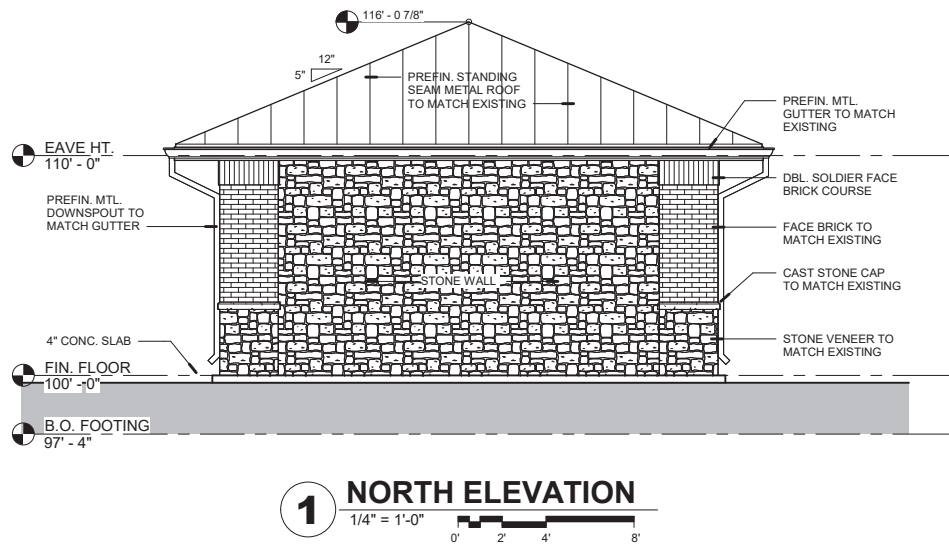 116' - 0 7/8"
12"
5"
PREFIN. STANDING
SEAM METAL ROOF
TO MATCH EXISTING
PREFIN. MTL.
GUTTER TO MATCH
EXISTING
EAVE HT.
110' - 0"
DBL. SOLDIER FACE
BRICK COURSE
PREFIN. MTL.
DOWNSPOUT TO
MATCH GUTTER
FACE BRICK TO
MATCH EXISTING
STONE WALL
CAST STONE CAP
TO MATCH EXISTING
4" CONC. SLAB
STONE VENEER TO
MATCH EXISTING
FIN. FLOOR
100' - 0"
B.O. FOOTING
97' - 4"
1
NORTH ELEVATION
1/4" = 1'-0"
0' 2' 4' 8'